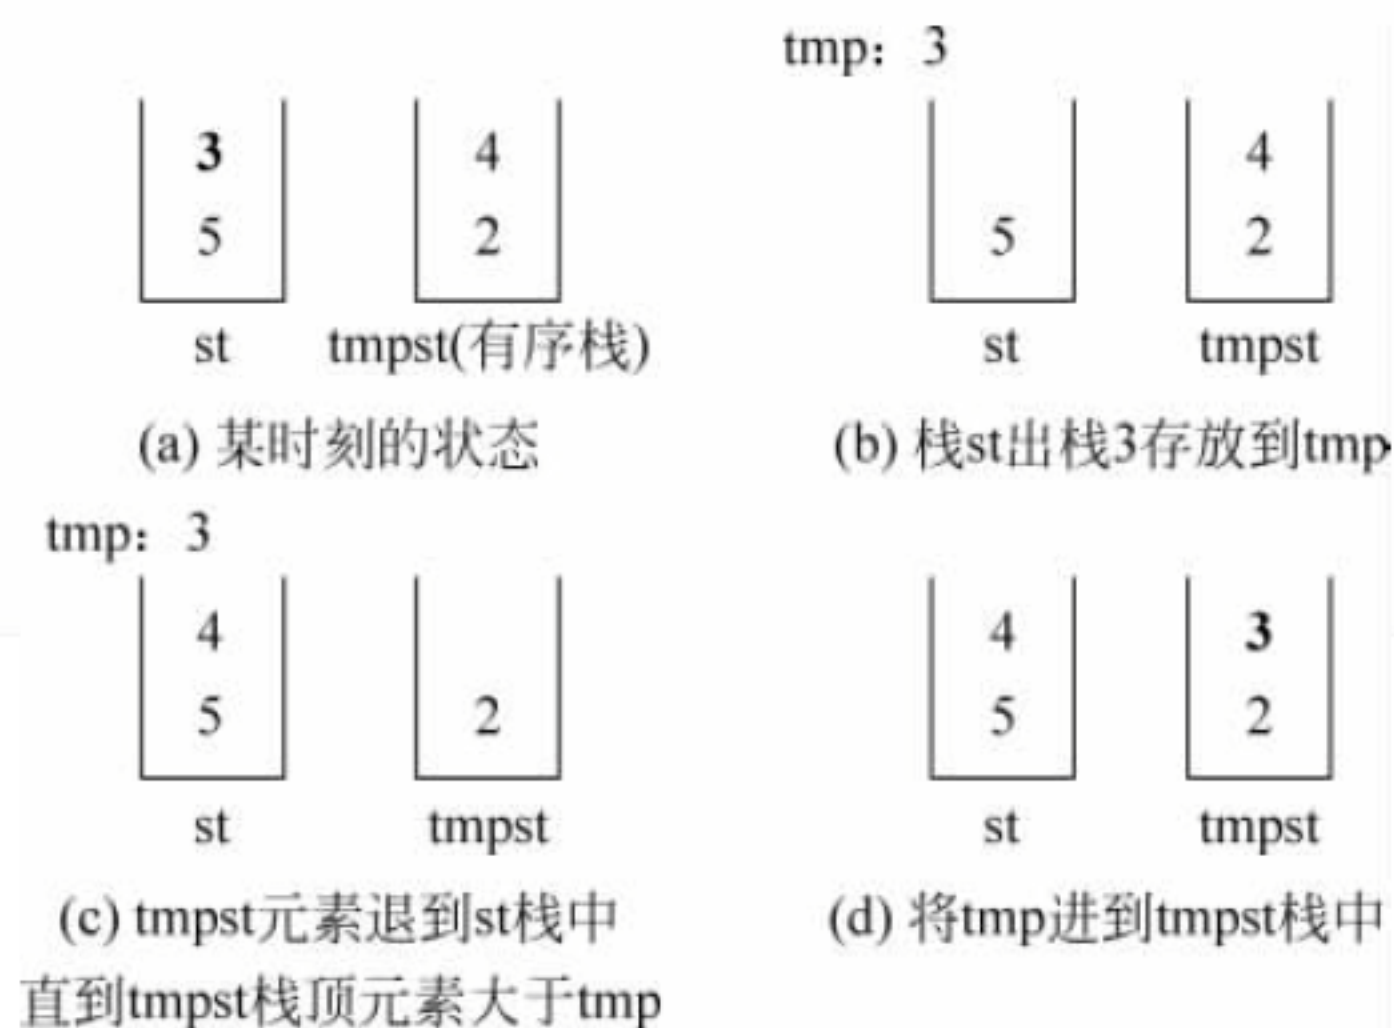 tmp: 3
3
4
4
5
2
5
2
st
tmpst(有序栈)
st
tmpst
(a) 某时刻的状态
(b) 栈st出栈3存放到tmp
tmp: 3
4
3
5
2
4
5
2
st
tmpst
st
tmpst
(c) tmpst元素退到st栈中
直到tmpst栈顶元素大于tmp
(d) 将tmp进到tmpst栈中